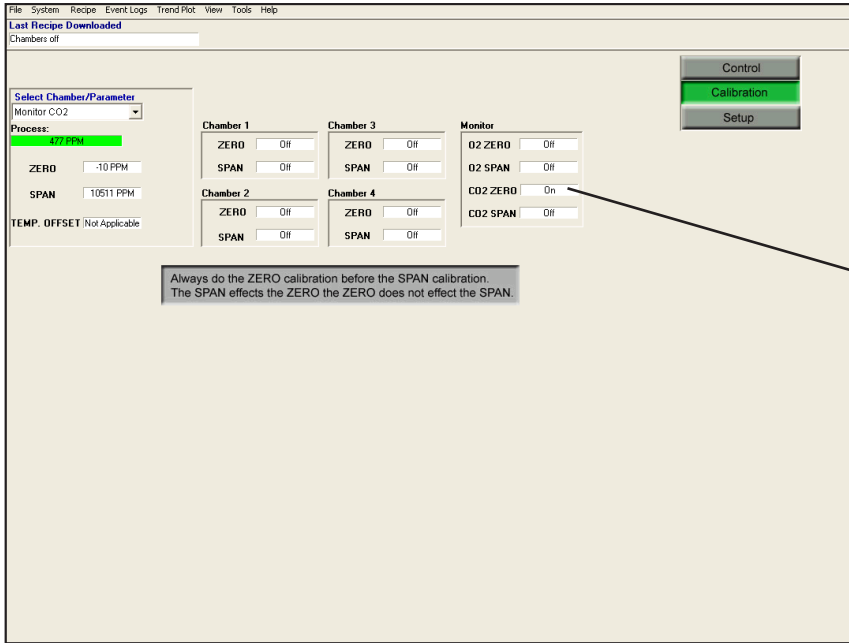 File System Recipe Event Logs Trend Plot View Tools Help
Last Recipe Downloaded
Chambers off
Control
Calibration
Setup
Select Chamber/Parameter
Monitor CO2
Process:
477 PPM
ZERO -10 PPM
SPAN 10511 PPM
TEMP. OFFSET Not Applicable
Chamber 1
ZERO Off
SPAN Off
Chamber 2
ZERO Off
SPAN Off
Chamber 3
ZERO Off
SPAN Off
Chamber 4
ZERO Off
SPAN Off
Monitor
O2 ZERO Off
O2 SPAN Off
CO2 ZERO On
CO2 SPAN Off
Always do the ZERO calibration before the SPAN calibration.
The SPAN effects the ZERO the ZERO does not effect the SPAN.